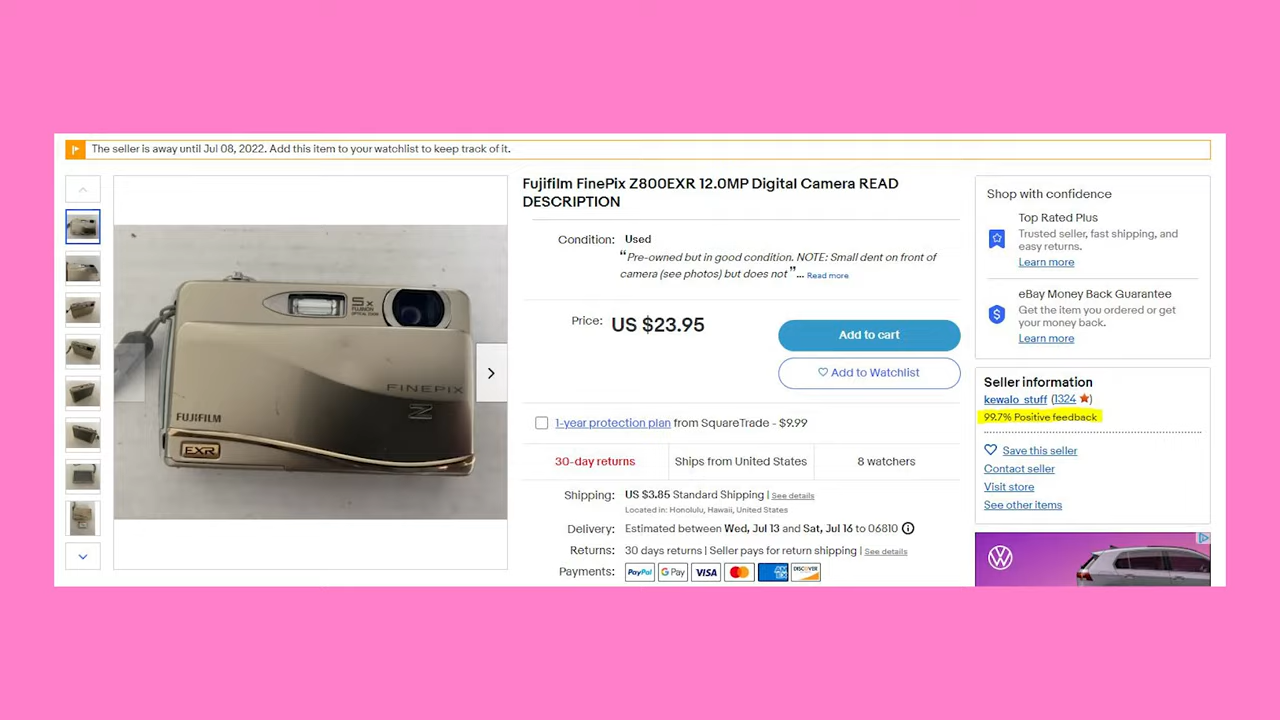 The seller is away until Jul 08, 2022. Add this item to your watchlist to keep track of it.
Fujifilm FinePix Z800EXR 12.0MP Digital Camera READ
DESCRIPTION
Condition: Used
“Pre-owned but in good condition. NOTE: Small dent on front of
camera (see photos) but does not”... Read more
Price: US $23.95
Add to cart
Add to Watchlist
1-year protection plan from SquareTrade - $9.99
30-day returns
Ships from United States
8 watchers
Shipping: US $3.85 Standard Shipping | See details
Located in: Honolulu, Hawaii, United States
Delivery: Estimated between Wed, Jul 13 and Sat, Jul 16 to 06810
Returns: 30 days returns | Seller pays for return shipping | See details
Payments: PayPal G Pay VISA AM EX DISCOVER
5x
FUJINON
OPTICAL ZOOM
FINEPIX
Z
FUJIFILM
EXR
Shop with confidence
Top Rated Plus
Trusted seller, fast shipping, and
easy returns.
Learn more
eBay Money Back Guarantee
Get the item you ordered or get
your money back.
Learn more
Seller information
kewalo_stuff (1324)
99.7% Positive feedback
Save this seller
Contact seller
Visit store
See other items